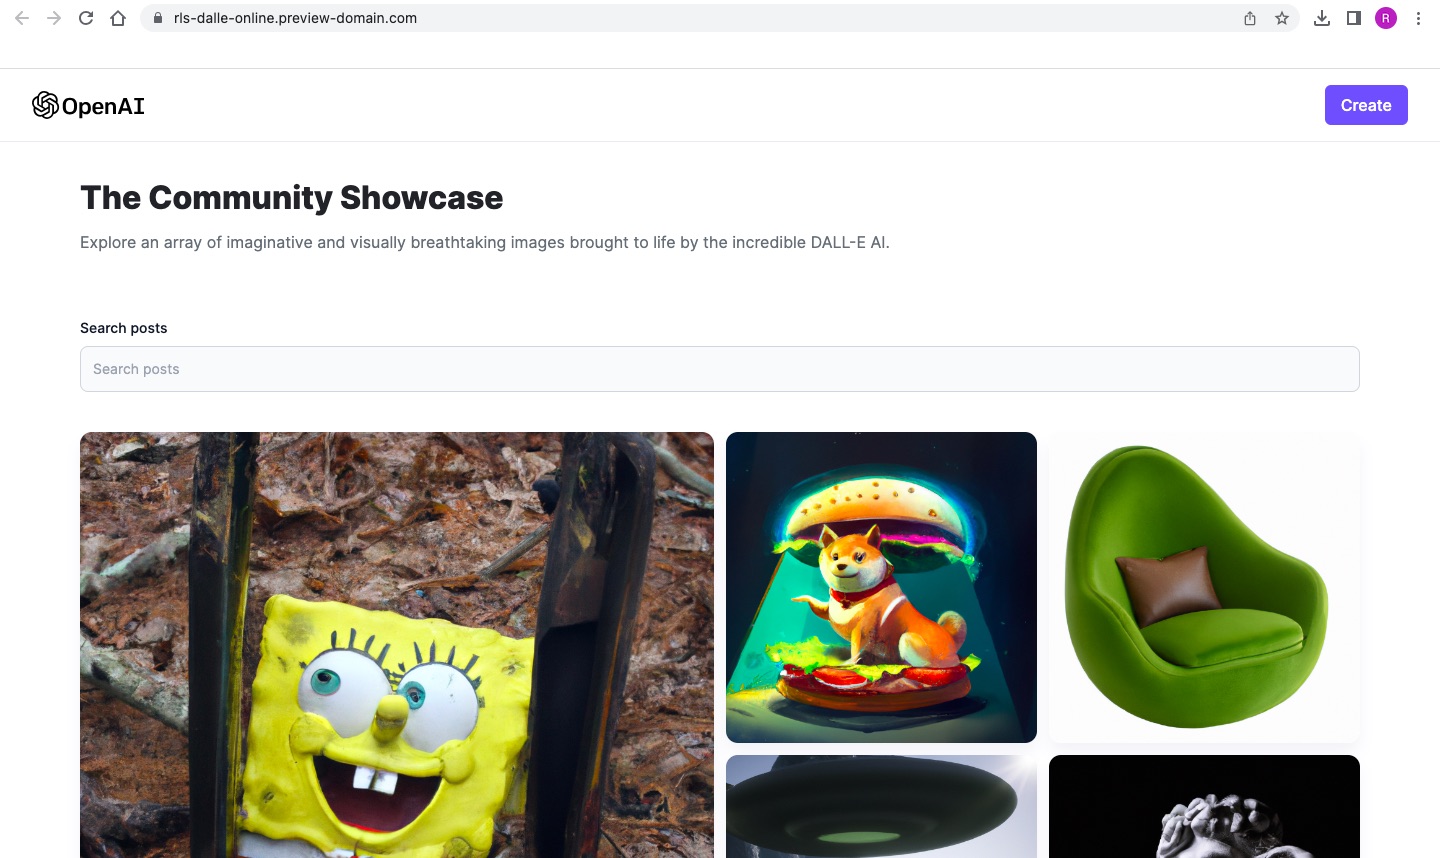 rls-dalle-online.preview-domain.com
R
OpenAI
Create
The Community Showcase
Explore an array of imaginative and visually breathtaking images brought to life by the incredible DALL-E AI.
Search posts
Search posts